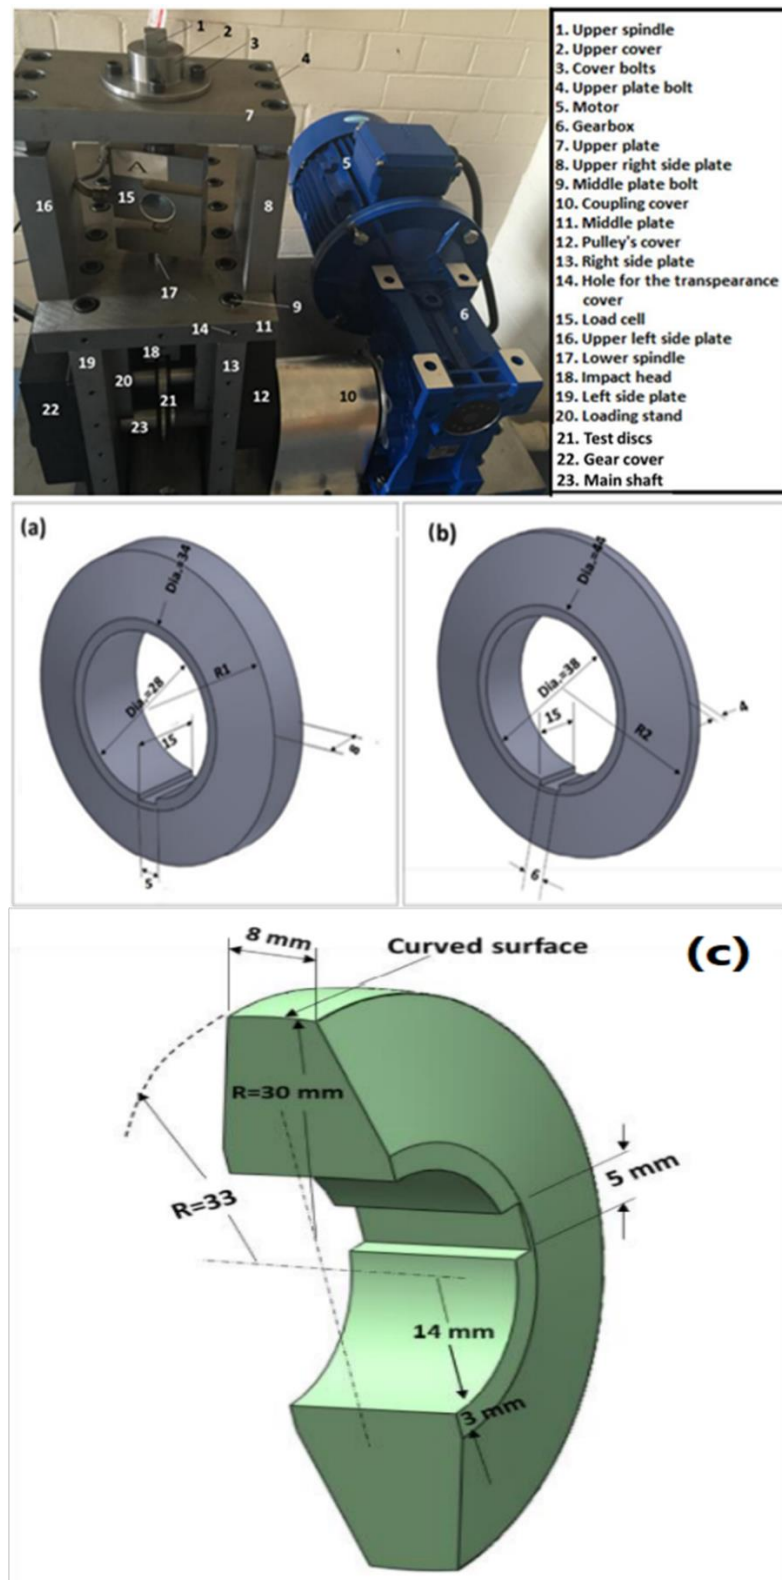 1
2
3
4
7
5
15
16
8
17
9
14
11
6
19
18
13
20
21
12
10
22
23
1. Upper spindle
2. Upper cover
3. Cover bolts
4. Upper plate bolt
5. Motor
6. Gearbox
7. Upper plate
8. Upper right side plate
9. Middle plate bolt
10. Coupling cover
11. Middle plate
12. Pulley's cover
13. Right side plate
14. Hole for the transpearance
cover
15. Load cell
16. Upper left side plate
17. Lower spindle
18. Impact head
19. Left side plate
20. Loading stand
21. Test discs
22. Gear cover
23. Main shaft
(a)
Dia.=34
R1
Dia.=28
15
8
5
(b)
Dia.=44
Dia.=38
15
4
R2
6
(c)
8 mm
Curved surface
R=30 mm
5 mm
R=33
14 mm
3 mm